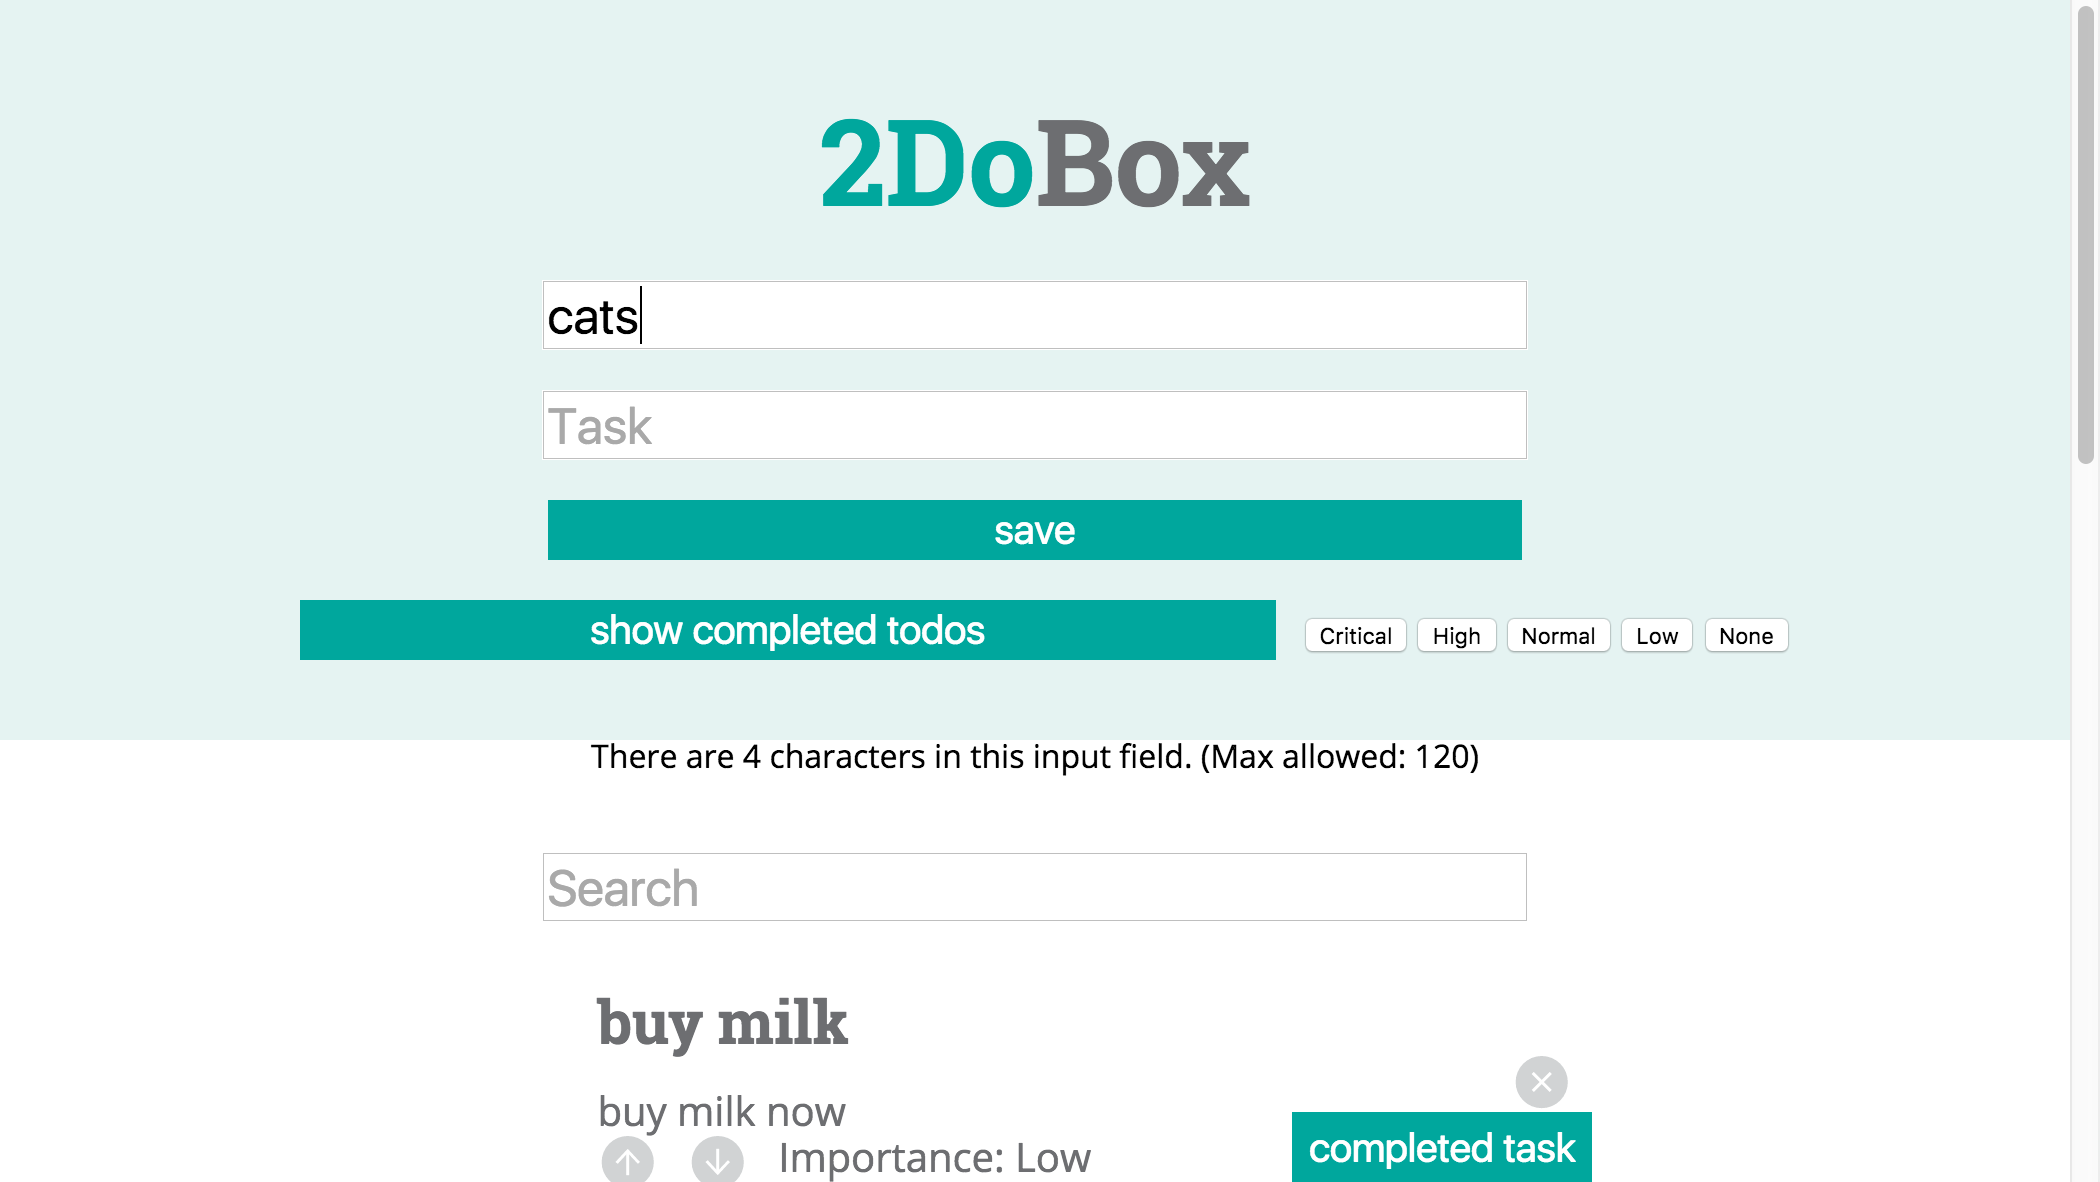 2DoBox
cats
Task
save
show completed todos
Critical High Normal Low None
There are 4 characters in this input field. (Max allowed: 120)
Search
buy milk
buy milk now
Importance: Low
completed task